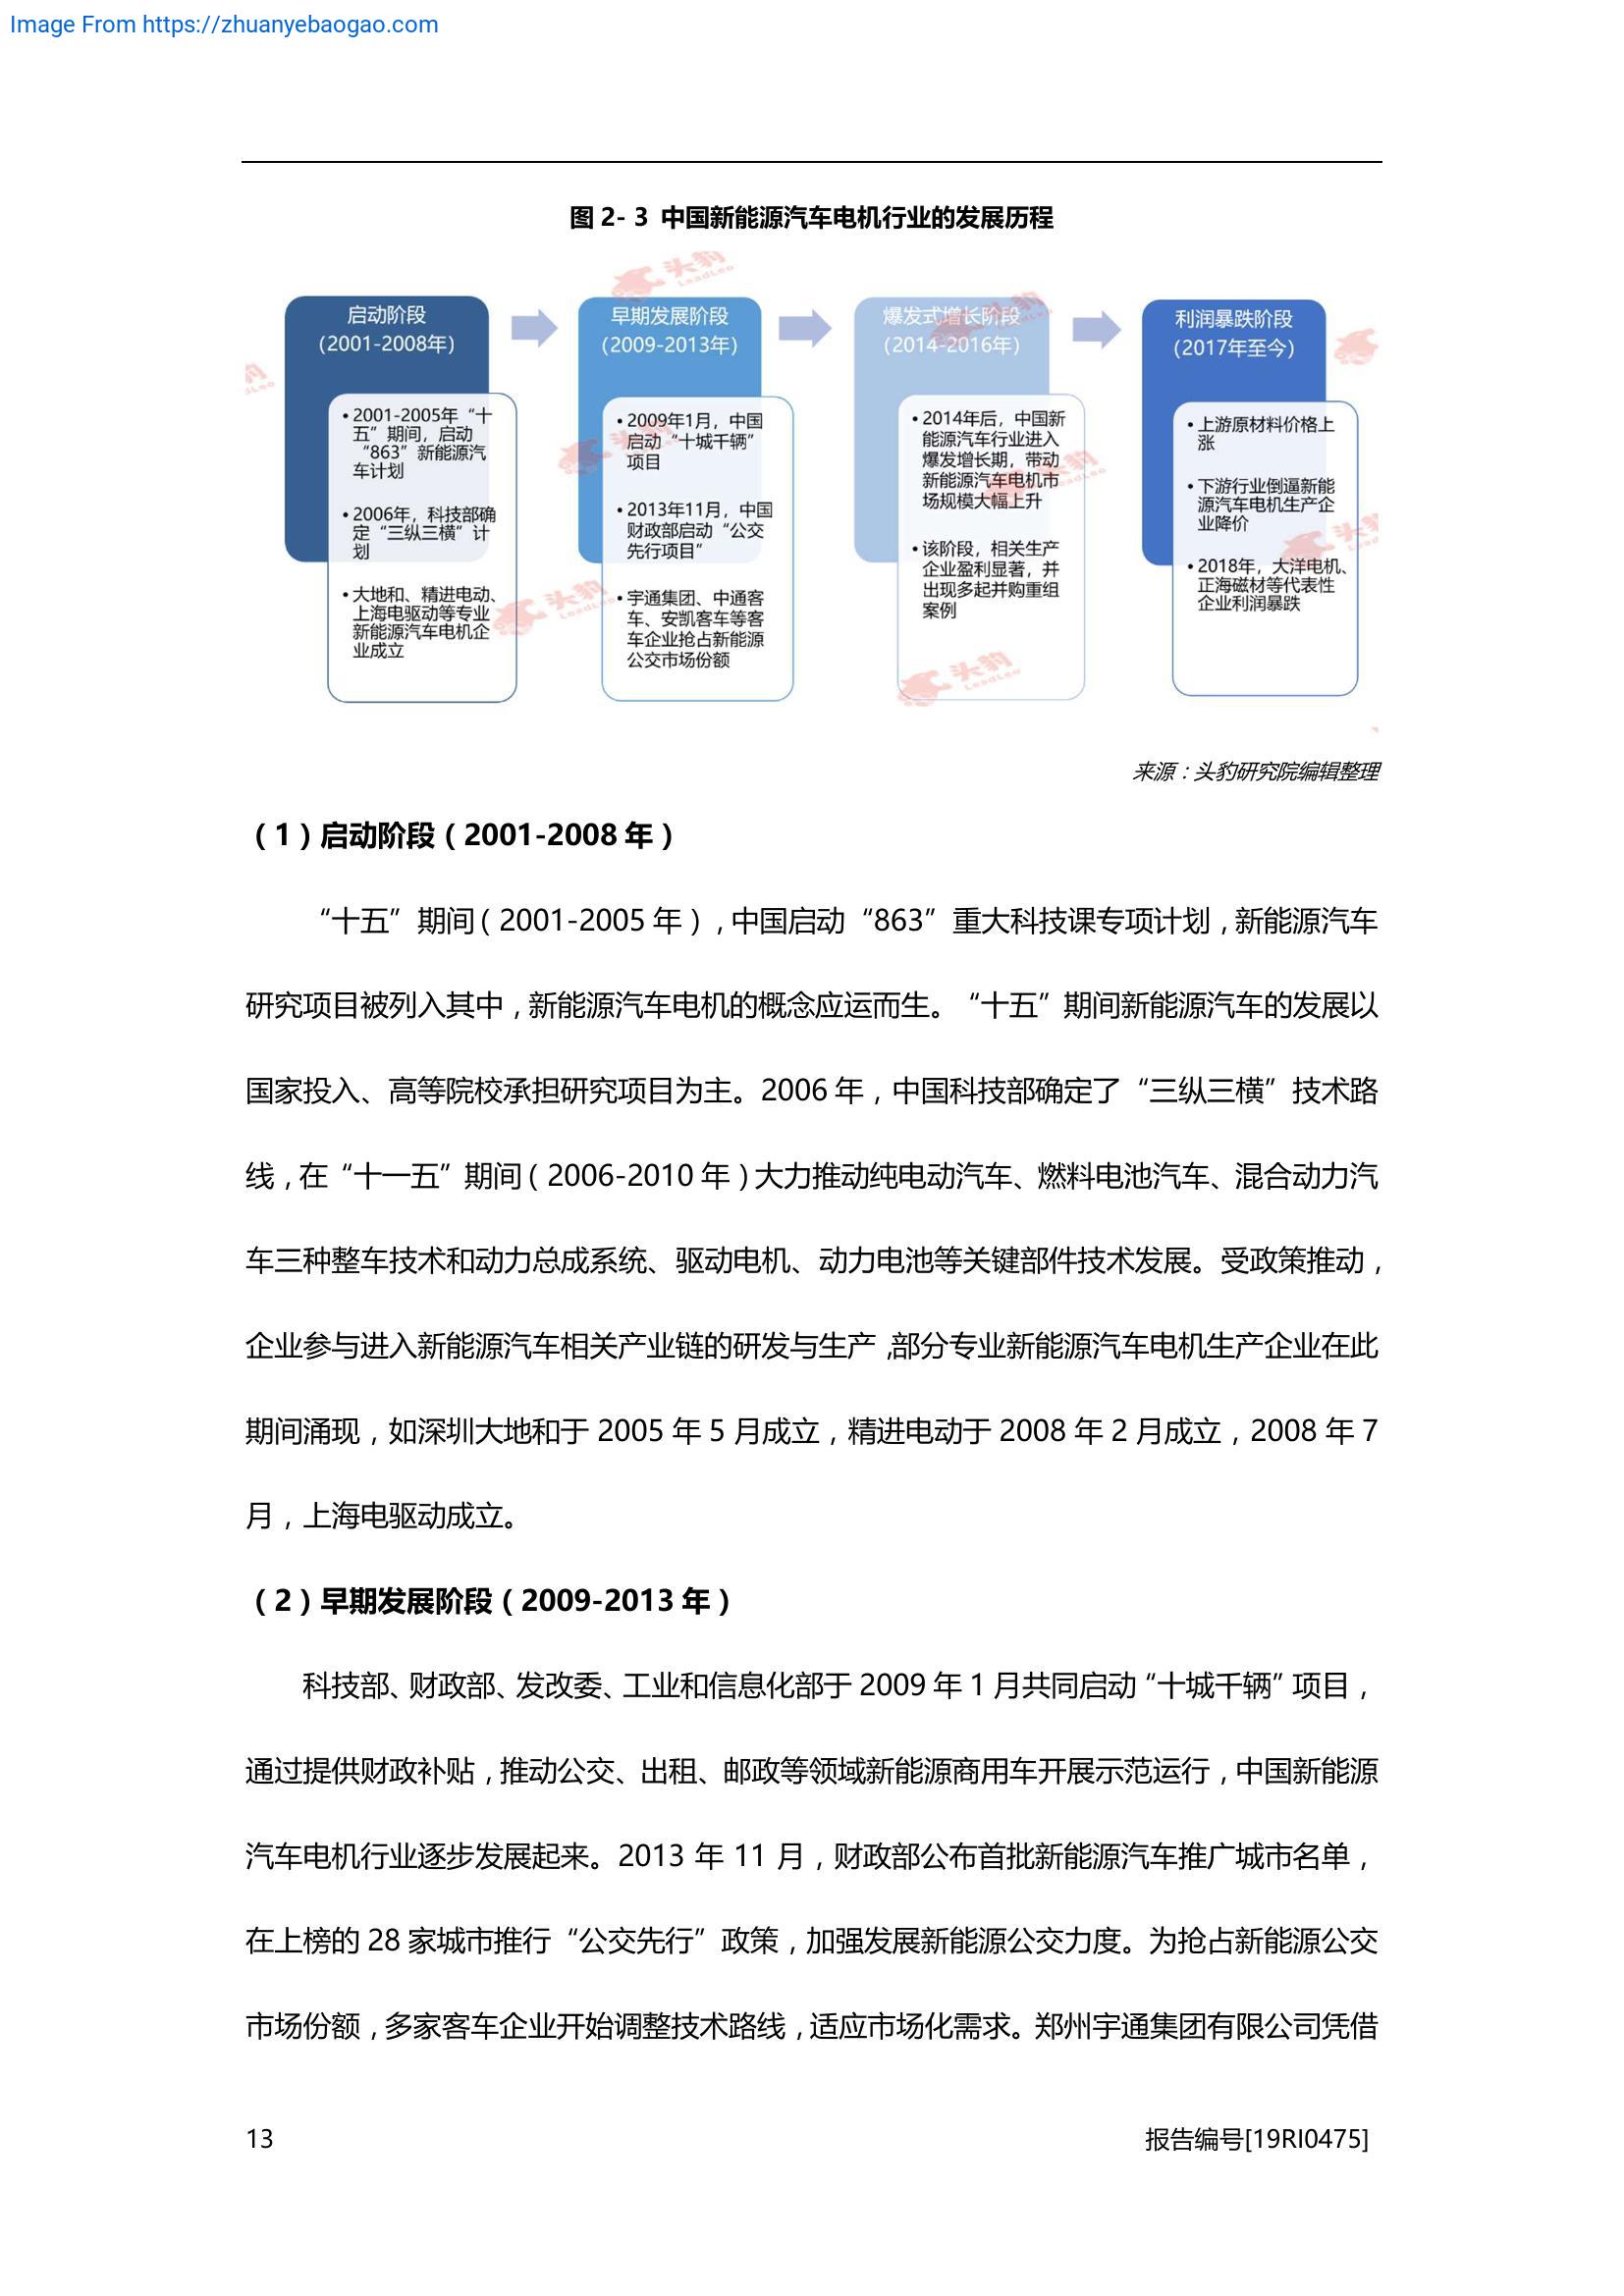 Image From https://zhuanyebaogao.com
图 2- 3 中国新能源汽车电机行业的发展历程
启动阶段
（2001-2008年）
•2001-2005年“十
五”期间，启动
“863”新能源汽
车计划
•2006年，科技部确
定“三纵三横”计
划
•大地和、精进电动、
上海电驱动等专业
新能源汽车电机企
业成立
早期发展阶段
（2009-2013年）
•2009年1月，中国
启动“十城千辆”
项目
•2013年11月，中国
财政部启动“公交
先行项目”
•宇通集团、中通客
车、安凯客车等客
车企业抢占新能源
公交市场份额
爆发式增长阶段
（2014-2016年）
•2014年后，中国新
能源汽车行业进入
爆发增长期，带动
新能源汽车电机市
场规模大幅上升
•该阶段，相关生产
企业盈利显著，并
出现多起并购重组
案例
利润暴跌阶段
（2017年至今）
•上游原材料价格上
涨
•下游行业倒逼新能
源汽车电机生产企
业降价
•2018年，大洋电机、
正海磁材等代表性
企业利润暴跌
头豹
LeadLeo
来源：头豹研究院编辑整理
（1）启动阶段（2001-2008 年）
“十五”期间（2001-2005 年），中国启动“863”重大科技课专项计划，新能源汽车
研究项目被列入其中，新能源汽车电机的概念应运而生。“十五”期间新能源汽车的发展以
国家投入、高等院校承担研究项目为主。2006 年，中国科技部确定了“三纵三横”技术路
线，在“十一五”期间（2006-2010 年）大力推动纯电动汽车、燃料电池汽车、混合动力汽
车三种整车技术和动力总成系统、驱动电机、动力电池等关键部件技术发展。受政策推动，
企业参与进入新能源汽车相关产业链的研发与生产，部分专业新能源汽车电机生产企业在此
期间涌现，如深圳大地和于 2005 年 5 月成立，精进电动于 2008 年 2 月成立，2008 年 7
月，上海电驱动成立。
（2）早期发展阶段（2009-2013 年）
科技部、财政部、发改委、工业和信息化部于 2009 年 1 月共同启动“十城千辆”项目，
通过提供财政补贴，推动公交、出租、邮政等领域新能源商用车开展示范运行，中国新能源
汽车电机行业逐步发展起来。2013 年 11 月，财政部公布首批新能源汽车推广城市名单，
在上榜的 28 家城市推行“公交先行”政策，加强发展新能源公交力度。为抢占新能源公交
市场份额，多家客车企业开始调整技术路线，适应市场化需求。郑州宇通集团有限公司凭借
13
报告编号[19RI0475]